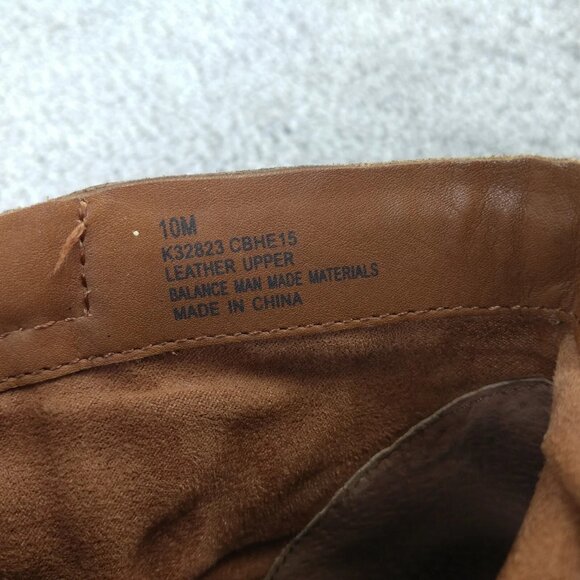 10M
K32823 CBHE15
LEATHER UPPER
BALANCE MAN MADE MATERIALS
MADE IN CHINA